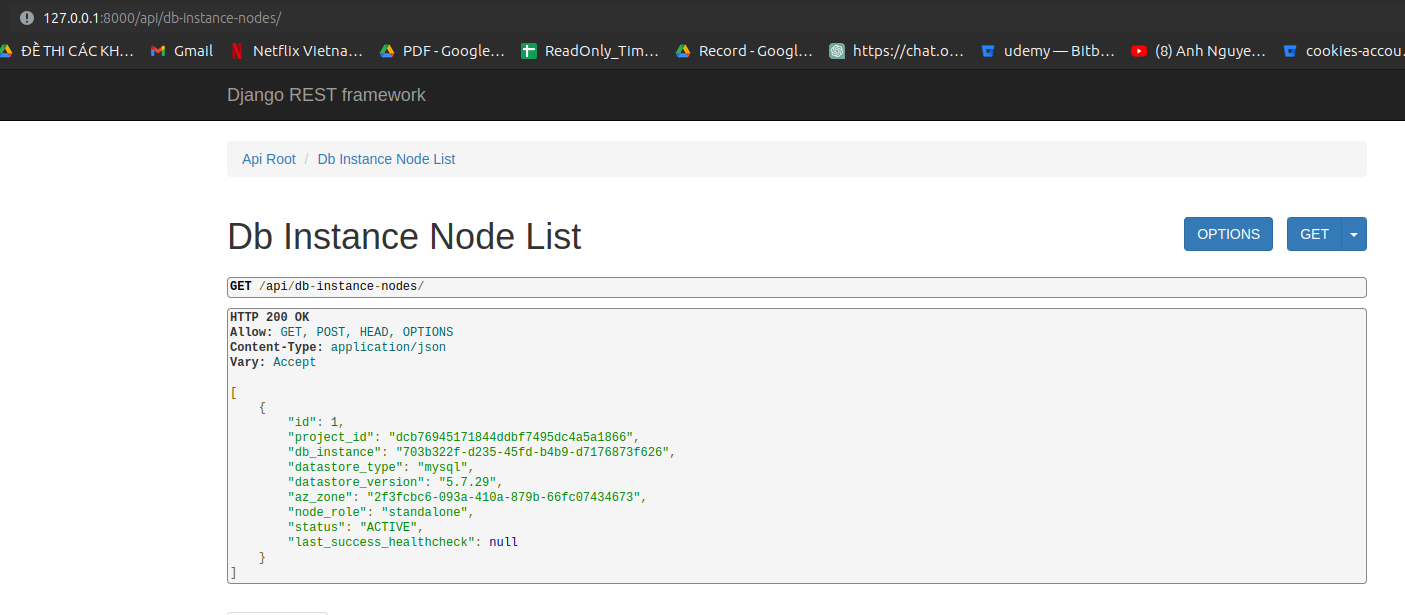 127.0.0.1:8000/api/db-instance-nodes/
ĐỀ THI CÁC KH... Gmail Netflix Vietna... PDF - Google... ReadOnly_Tim... Record - Googl... https://chat.o... udemy — Bitb... (8) Anh Nguye... cookies-accou
Django REST framework
Api Root / Db Instance Node List
Db Instance Node List
OPTIONS GET
GET /api/db-instance-nodes/
HTTP 200 OK
Allow: GET, POST, HEAD, OPTIONS
Content-Type: application/json
Vary: Accept
[
{
"id": 1,
"project_id": "dcb76945171844ddbf7495dc4a5a1866",
"db_instance": "703b322f-d235-45fd-b4b9-d7176873f626",
"datastore_type": "mysql",
"datastore_version": "5.7.29",
"az_zone": "2f3fcbc6-093a-410a-879b-66fc07434673",
"node_role": "standalone",
"status": "ACTIVE",
"last_success_healthcheck": null
}
]